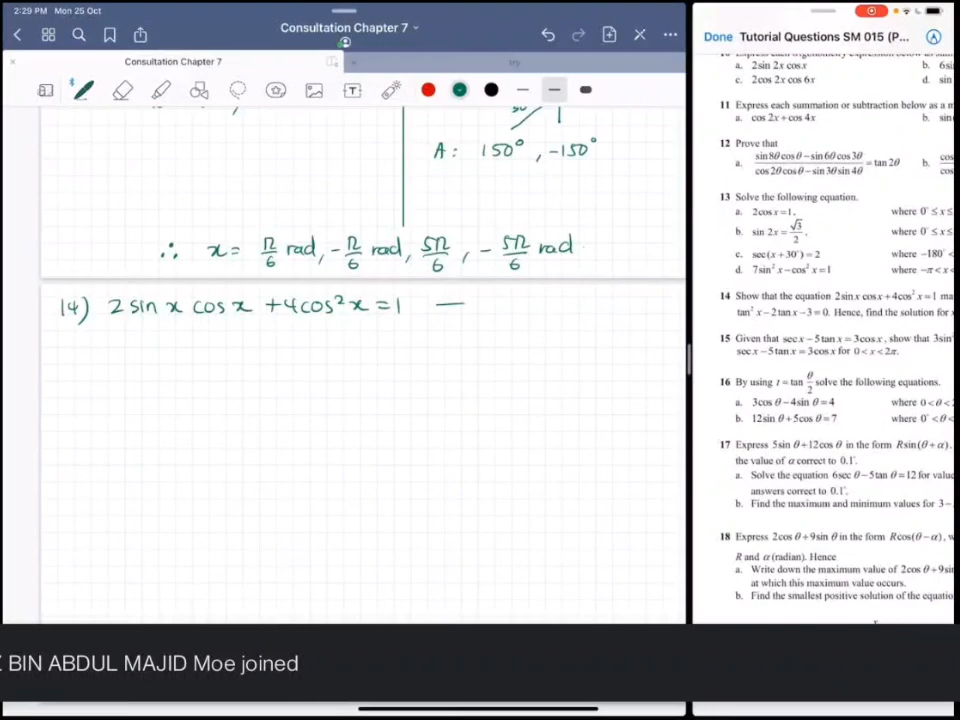 2:29 PM Mon 25 Oct
Consultation Chapter 7
Consultation Chapter 7
try
A: 150°, -150°
∴ x = π/6 rad, -π/6 rad, 5π/6, -5π/6 rad
14) 2 sin x cos x + 4cos²x = 1 —
Done Tutorial Questions SM 015 (P...
a. 2sin 2x cos x b. 6si
c. 2cos 2x cos 6x d. sin
11 Express each summation or subtraction below as a m
a. cos 2x + cos 4x b. sin
12 Prove that
a. (sin 8θ cos θ − sin 6θ cos 3θ)/(cos 2θ cos θ − sin 3θ sin 4θ) = tan 2θ b. cos
cos
13 Solve the following equation.
a. 2cos x = 1, where 0° ≤ x ≤
b. sin 2x = √3/2, where 0° ≤ x ≤
c. sec(x + 30°) = 2 where −180° <
d. 7sin² x − cos² x = 1 where −π < x
14 Show that the equation 2sin x cos x + 4cos² x = 1 ma
tan² x − 2 tan x − 3 = 0. Hence, find the solution for
15 Given that sec x − 5 tan x = 3cos x, show that 3sin
sec x − 5 tan x = 3cos x for 0 < x < 2π.
16 By using t = tan θ/2 solve the following equations.
a. 3cos θ − 4sin θ = 4 where 0 < θ <
b. 12sin θ + 5cos θ = 7 where 0° < θ <
17 Express 5sin θ + 12cos θ in the form Rsin(θ + α).
the value of α correct to 0.1°.
a. Solve the equation 6sec θ − 5tan θ = 12 for value
answers correct to 0.1°.
b. Find the maximum and minimum values for 3 −
18 Express 2cos θ + 9sin θ in the form Rcos(θ − α), w
R and α (radian). Hence
a. Write down the maximum value of 2cos θ + 9sin
at which this maximum value occurs.
b. Find the smallest positive solution of the equatio
BIN ABDUL MAJID Moe joined